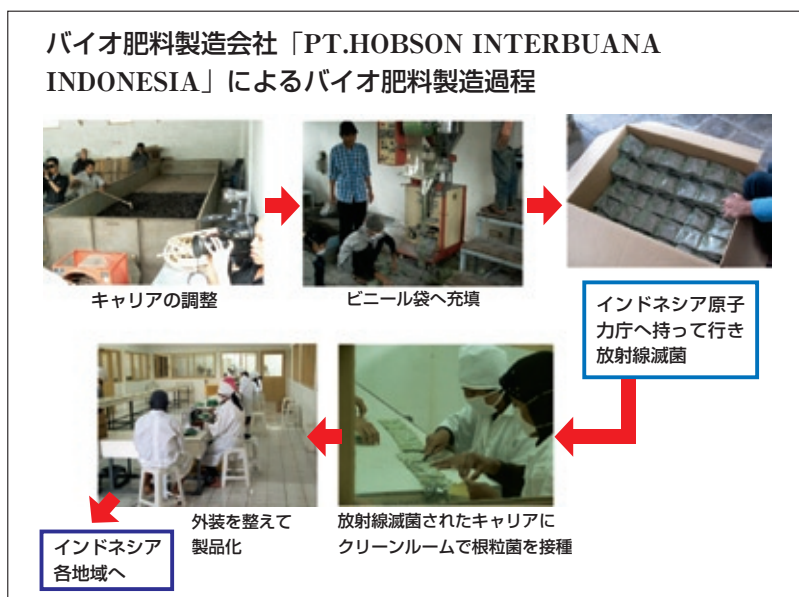 バイオ肥料製造会社「PT.HOBSON INTERBUANA
INDONESIA」によるバイオ肥料製造過程
キャリアの調整
ビニール袋へ充填
インドネシア原子
力庁へ持って行き
放射線滅菌
放射線滅菌されたキャリアに
クリーンルームで根粒菌を接種
外装を整えて
製品化
インドネシア
各地域へ